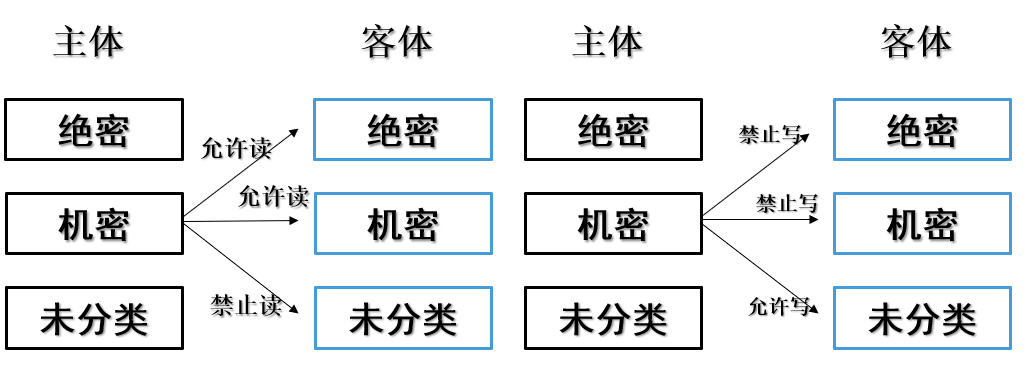 主体 客体 主体 客体
绝密 允许读 绝密 绝密 禁止写 绝密
机密 允许读 机密 机密 禁止写 机密
未分类 禁止读 未分类 未分类 允许写 未分类